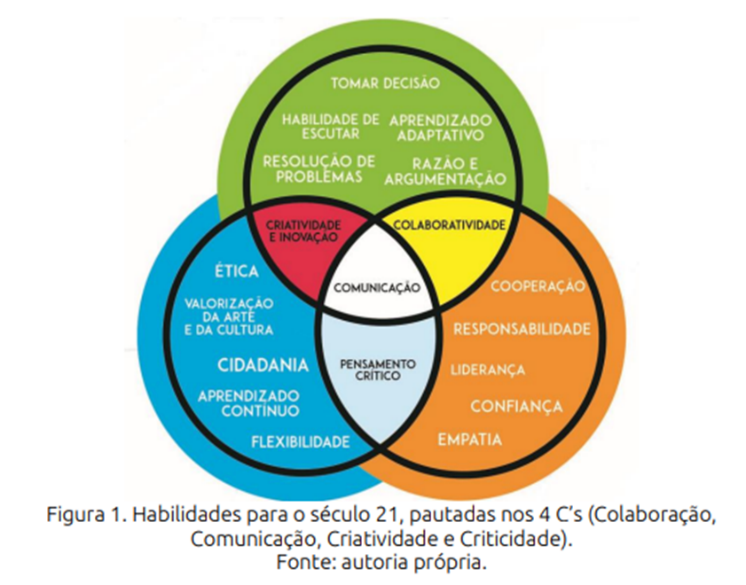 TOMAR DECISÃO
HABILIDADE DE
ESCUTAR
APRENDIZADO
ADAPTATIVO
RESOLUÇÃO DE
PROBLEMAS
RAZÃO E
ARGUMENTAÇÃO
CRIATIVIDADE
E INOVAÇÃO
COLABORATIVIDADE
COMUNICAÇÃO
PENSAMENTO
CRÍTICO
ÉTICA
VALORIZAÇÃO
DA ARTE
E DA CULTURA
CIDADANIA
APRENDIZADO
CONTÍNUO
FLEXIBILIDADE
COOPERAÇÃO
RESPONSABILIDADE
LIDERANÇA
CONFIANÇA
EMPATIA
Figura 1. Habilidades para o século 21, pautadas nos 4 C’s (Colaboração,
Comunicação, Criatividade e Criticidade).
Fonte: autoria própria.